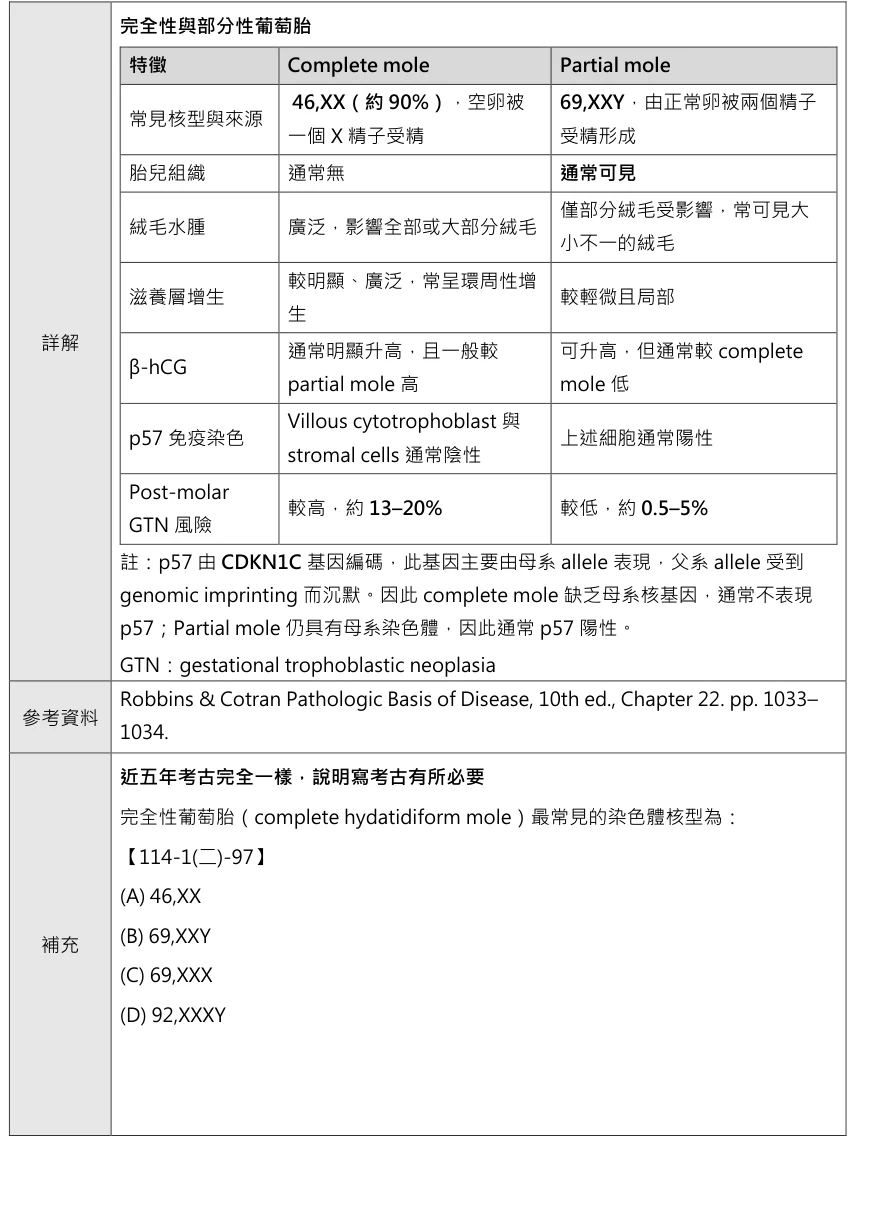 完全性與部分性葡萄胎
特徵 Complete mole Partial mole
常見核型與來源
46,XX（約 90%），空卵被
一個 X 精子受精
69,XXY，由正常卵被兩個精子
受精形成
胎兒組織 通常無 通常可見
絨毛水腫
廣泛，影響全部或大部分絨毛
僅部分絨毛受影響，常可見大
小不一的絨毛
滋養層增生
較明顯、廣泛，常呈環周性增
生
較輕微且局部
β-hCG
通常明顯升高，且一般較
partial mole 高
可升高，但通常較 complete
mole 低
p57 免疫染色
Villous cytotrophoblast 與
stromal cells 通常陰性
上述細胞通常陽性
Post-molar
GTN 風險
較高，約 13–20%
較低，約 0.5–5%
詳解
註：p57 由 CDKN1C 基因編碼，此基因主要由母系 allele 表現，父系 allele 受到
genomic imprinting 而沉默。因此 complete mole 缺乏母系核基因，通常不表現
p57；Partial mole 仍具有母系染色體，因此通常 p57 陽性。
GTN：gestational trophoblastic neoplasia
參考資料
Robbins & Cotran Pathologic Basis of Disease, 10th ed., Chapter 22. pp. 1033–
1034.
補充
近五年考古完全一樣，說明寫考古有所必要
完全性葡萄胎（complete hydatidiform mole）最常見的染色體核型為：
【114-1(二)-97】
(A) 46,XX
(B) 69,XXY
(C) 69,XXX
(D) 92,XXXY